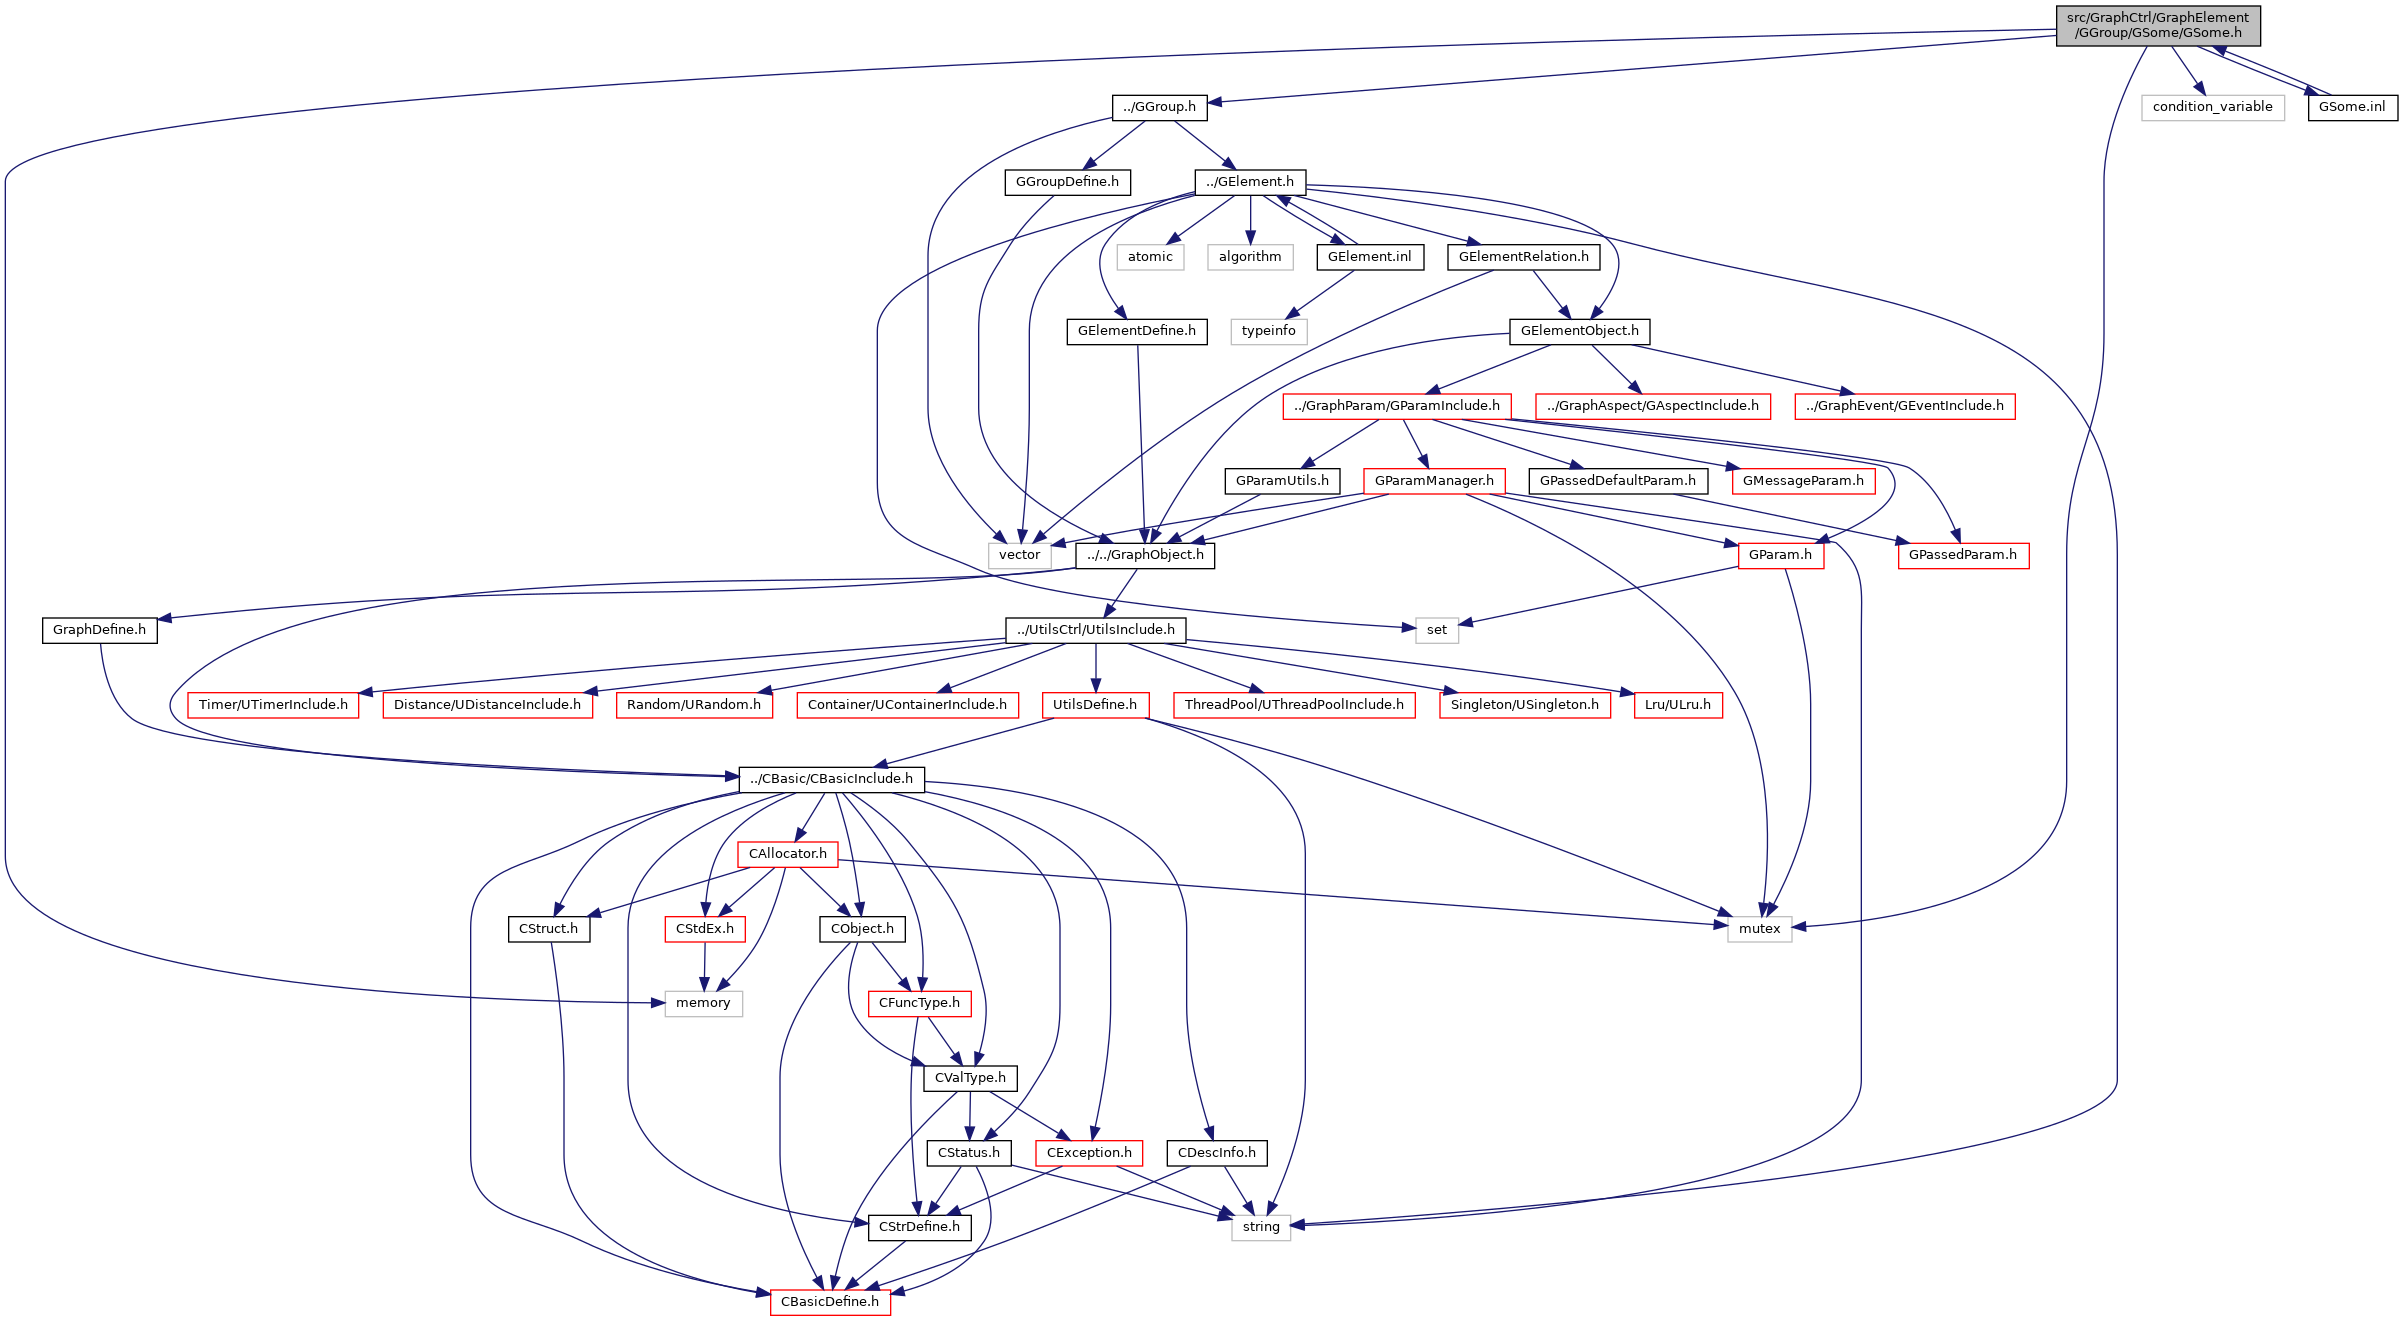 src/GraphCtrl/GraphElement
/GGroup/GSome/GSome.h
../GGroup.h
condition_variable
GSome.inl
GGroupDefine.h
../GElement.h
atomic
algorithm
GElement.inl
GElementRelation.h
GElementDefine.h
typeinfo
GElementObject.h
../GraphParam/GParamInclude.h
../GraphAspect/GAspectInclude.h
../GraphEvent/GEventInclude.h
GParamUtils.h
GParamManager.h
GPassedDefaultParam.h
GMessageParam.h
vector
../../GraphObject.h
GParam.h
GPassedParam.h
GraphDefine.h
../UtilsCtrl/UtilsInclude.h
set
Timer/UTimerInclude.h
Distance/UDistanceInclude.h
Random/URandom.h
Container/UContainerInclude.h
UtilsDefine.h
ThreadPool/UThreadPoolInclude.h
Singleton/USingleton.h
Lru/ULru.h
../CBasic/CBasicInclude.h
CAllocator.h
CStruct.h
CStdEx.h
CObject.h
mutex
memory
CFuncType.h
CValType.h
CStatus.h
CException.h
CDescInfo.h
CStrDefine.h
string
CBasicDefine.h